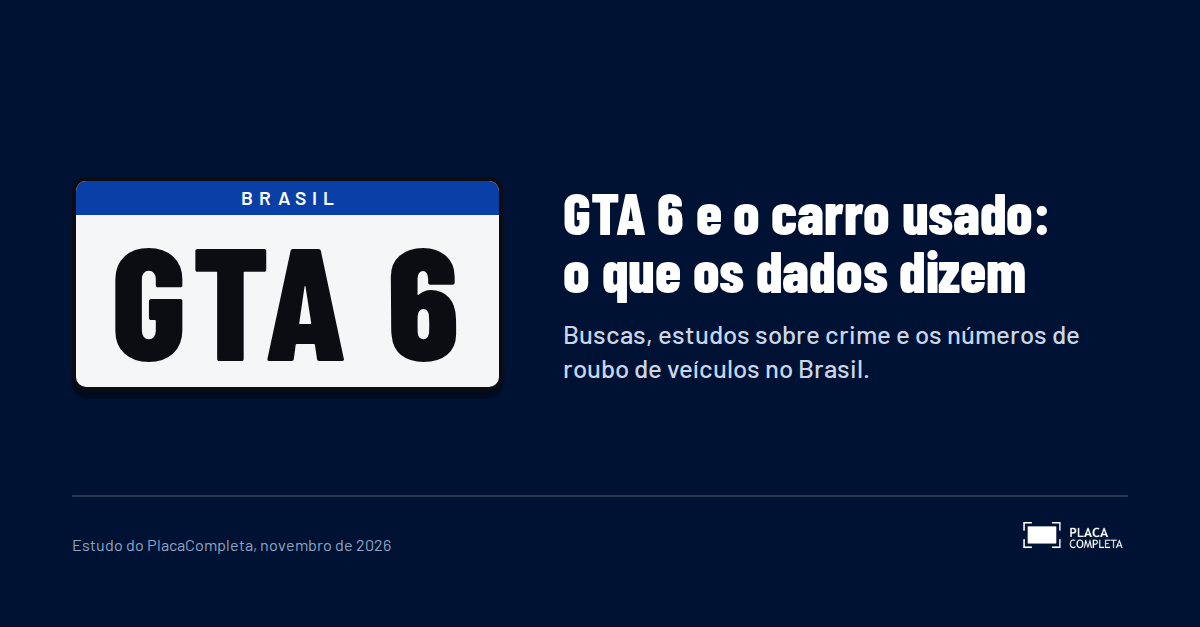 BRASIL
GTA 6
GTA 6 e o carro usado:
o que os dados dizem
Buscas, estudos sobre crime e os números de
roubo de veículos no Brasil.
Estudo do PlacaCompleta, novembro de 2026
PLACA
COMPLETA